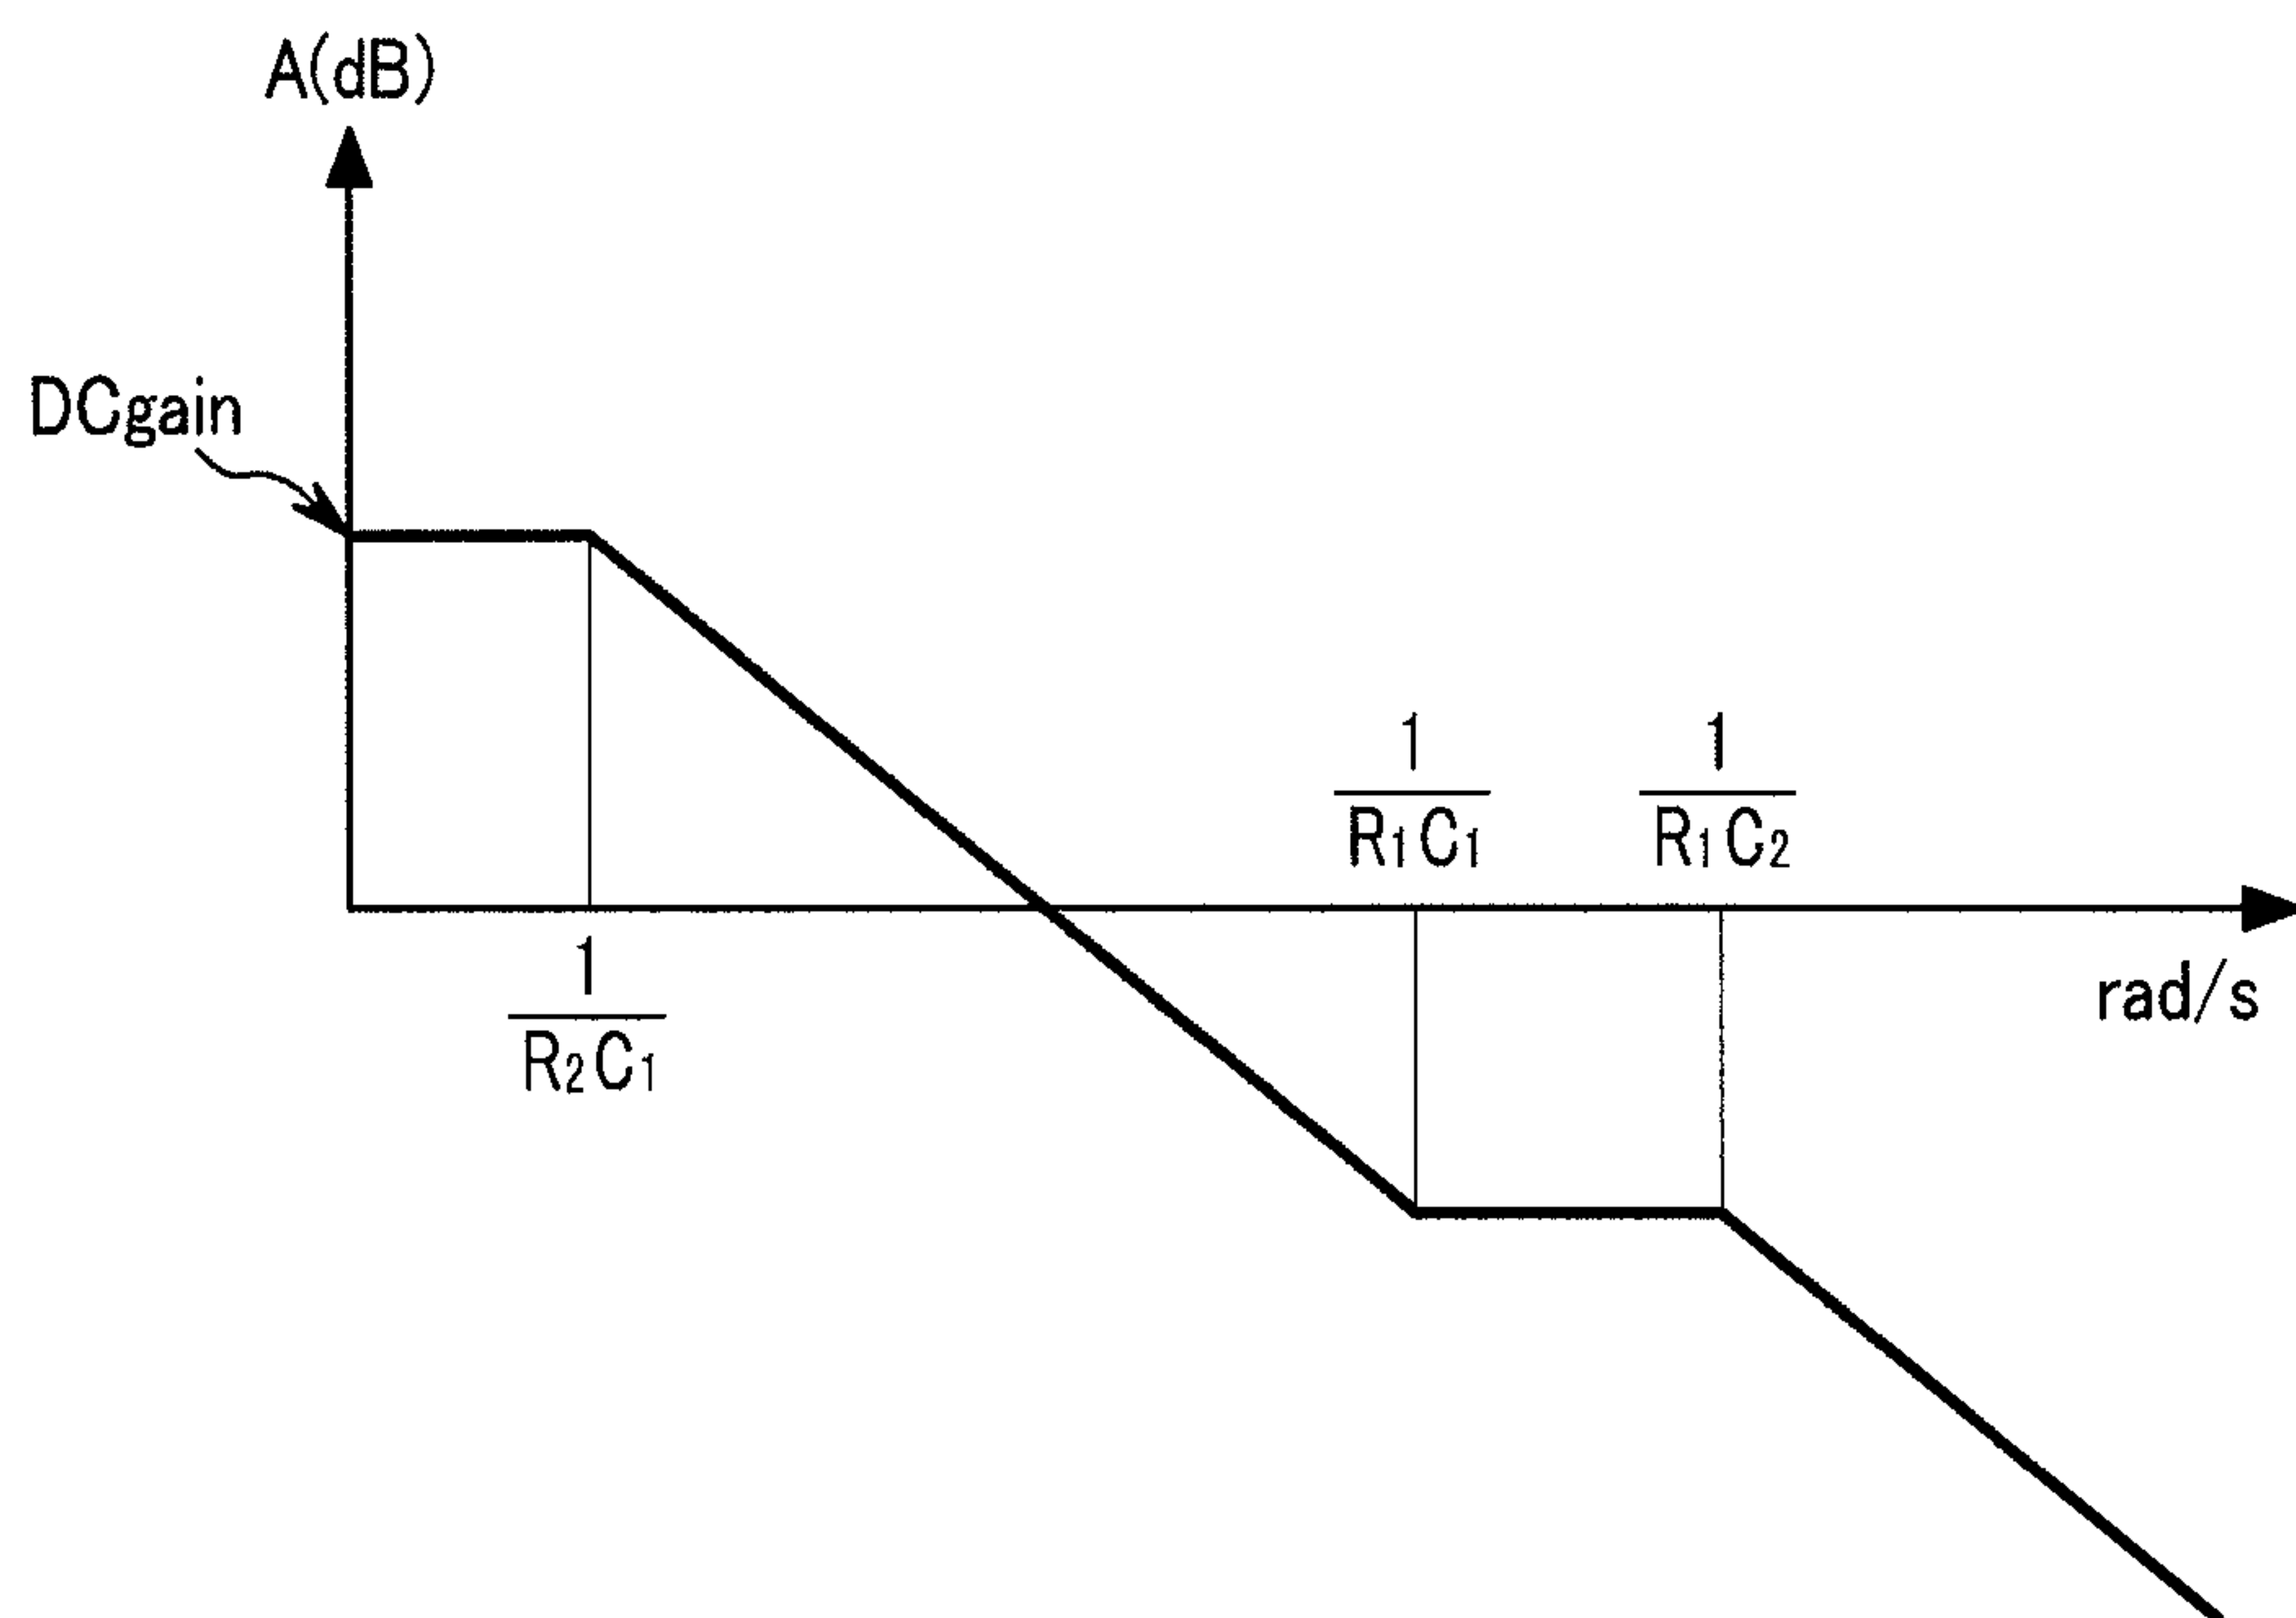 A(dB)
DCgain
1
R₁C₁
1
R₁C₂
1
R₂C₁
rad/s